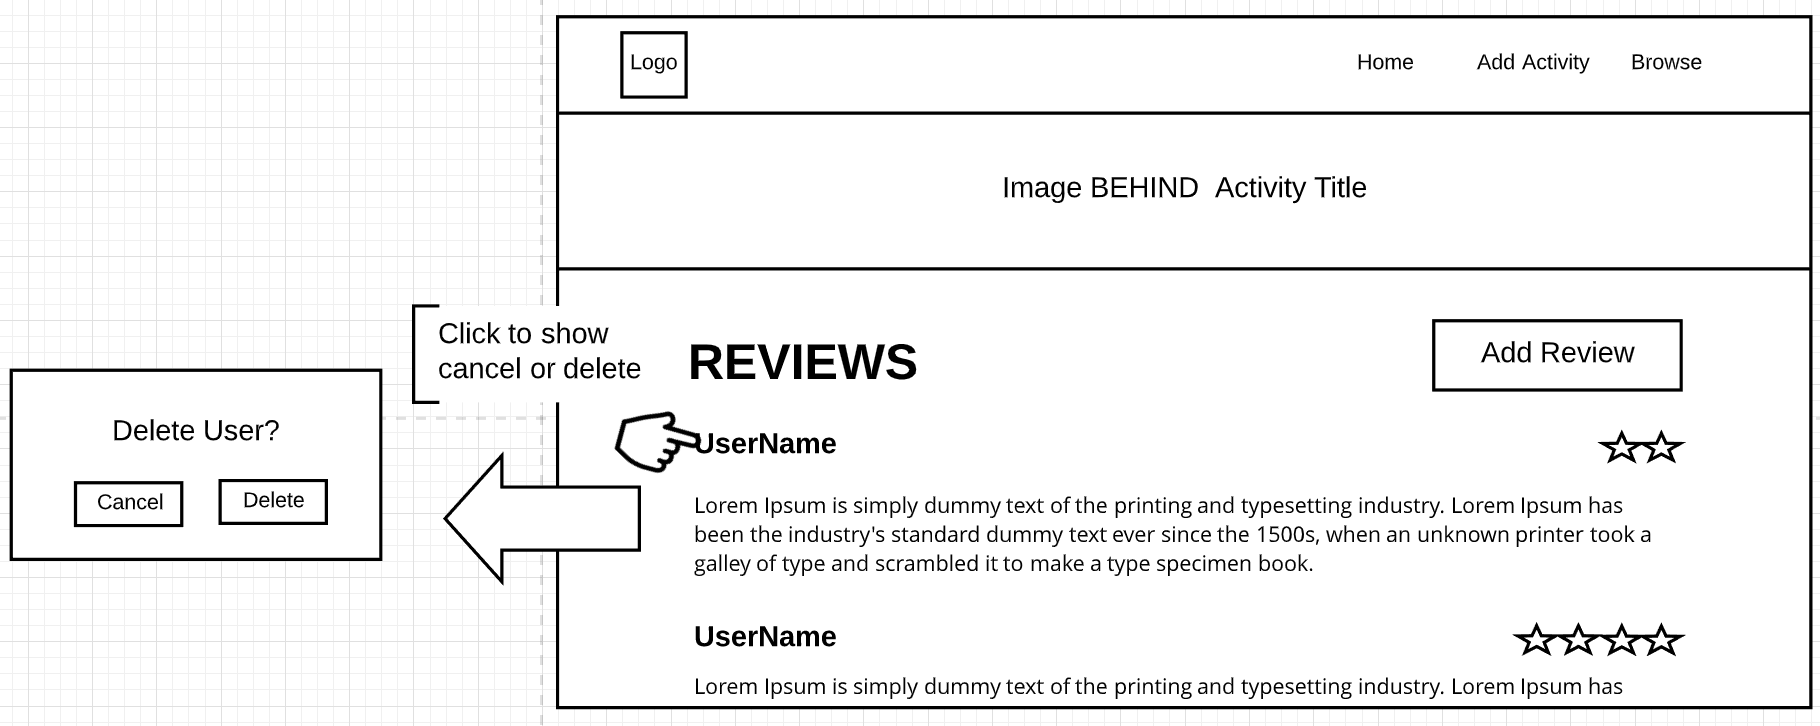 Logo
Home
Add Activity
Browse
Image BEHIND  Activity Title
Click to show
cancel or delete
REVIEWS
Add Review
Delete User?
Cancel
Delete
UserName
Lorem Ipsum is simply dummy text of the printing and typesetting industry. Lorem Ipsum has
been the industry's standard dummy text ever since the 1500s, when an unknown printer took a
galley of type and scrambled it to make a type specimen book.
UserName
Lorem Ipsum is simply dummy text of the printing and typesetting industry. Lorem Ipsum has